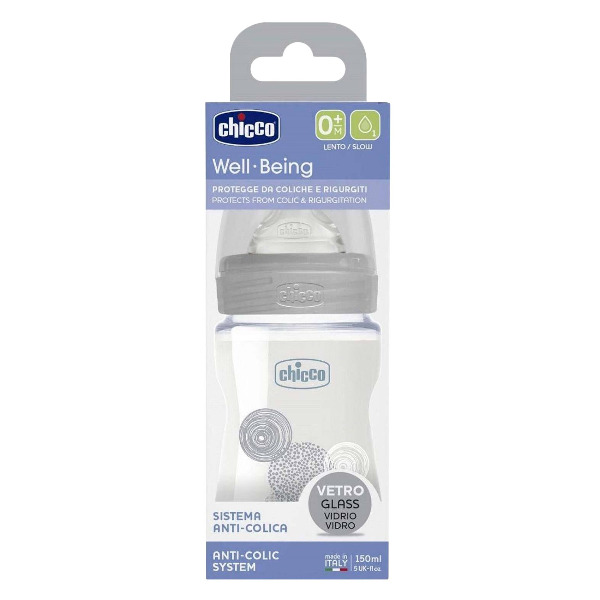 chicco
0+
M
1
LENTO / SLOW
Well·Being
PROTEGGE DA COLICHE E RIGURGITI
PROTECTS FROM COLIC & RIGURGITATION
chicco
chicco
chicco
VETRO
GLASS
VIDRIO
VIDRO
SISTEMA
ANTI-COLICA
ANTI-COLIC
SYSTEM
made in
ITALY
150ml
5 UK-fl oz.